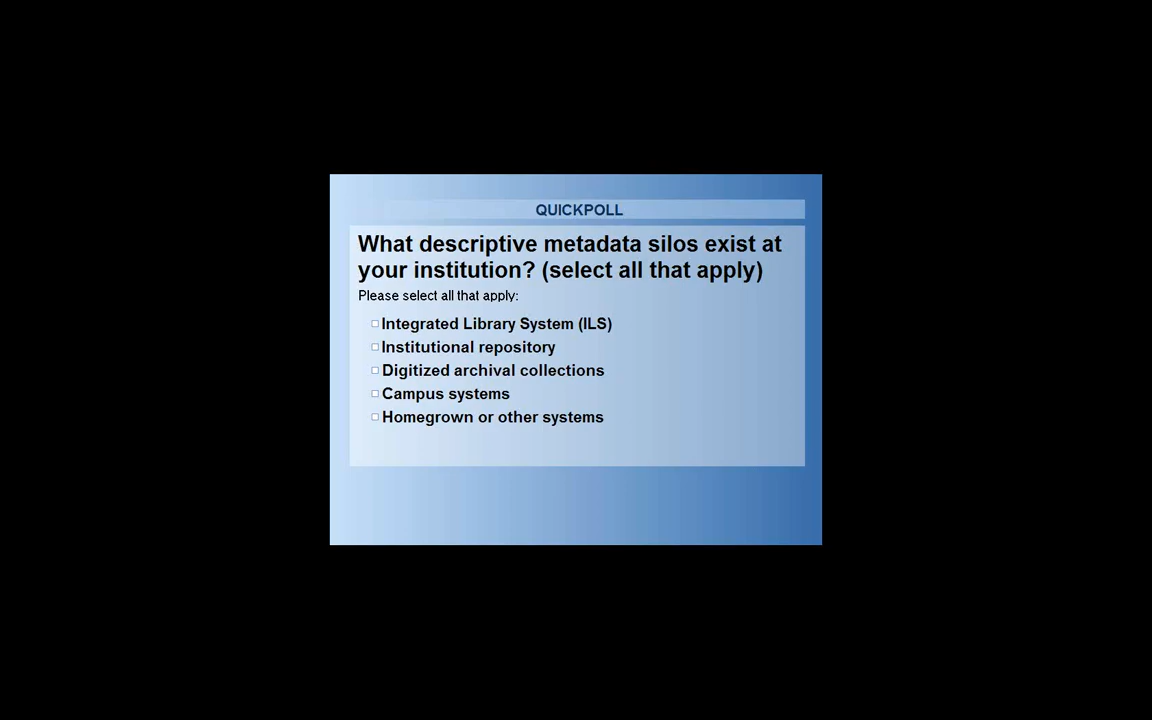 QUICKPOLL
What descriptive metadata silos exist at
your institution? (select all that apply)
Please select all that apply:
Integrated Library System (ILS)
Institutional repository
Digitized archival collections
Campus systems
Homegrown or other systems